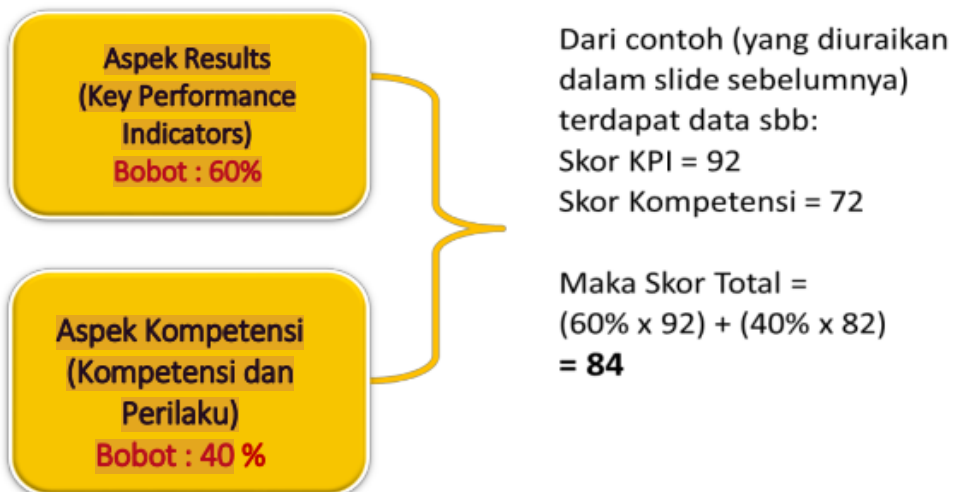 Aspek Results
(Key Performance
Indicators)
Bobot : 60%
Aspek Kompetensi
(Kompetensi dan
Perilaku)
Bobot : 40 %
Dari contoh (yang diuraikan
dalam slide sebelumnya)
terdapat data sbb:
Skor KPI = 92
Skor Kompetensi = 72
Maka Skor Total =
(60% x 92) + (40% x 82)
= 84